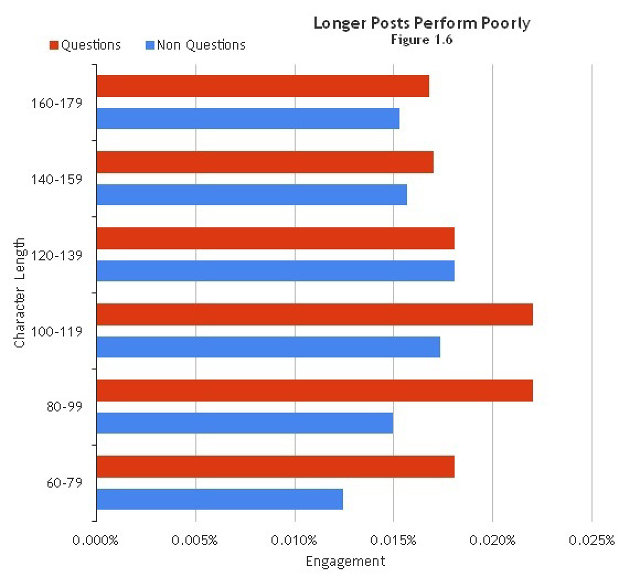 Longer Posts Perform Poorly
Figure 1.6
Questions Non Questions
160-179
140-159
120-139
100-119
80-99
60-79
Character Length
0.000% 0.005% 0.010% 0.015% 0.020% 0.025%
Engagement